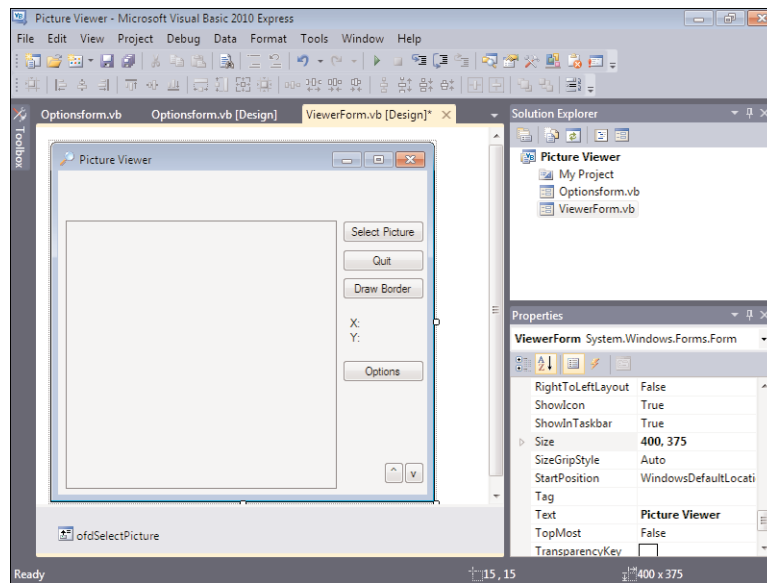 Picture Viewer - Microsoft Visual Basic 2010 Express
File Edit View Project Debug Data Format Tools Window Help
Toolbox
Optionsform.vb Optionsform.vb [Design] ViewerForm.vb [Design]*
Picture Viewer
Select Picture
Quit
Draw Border
X:
Y:
Options
^ v
ofdSelectPicture
Solution Explorer
Picture Viewer
My Project
Optionsform.vb
ViewerForm.vb
Properties
ViewerForm System.Windows.Forms.Form
RightToLeftLayout False
ShowIcon True
ShowInTaskbar True
Size 400, 375
SizeGripStyle Auto
StartPosition WindowsDefaultLocati
Tag
Text Picture Viewer
TopMost False
TransparencyKey
Ready 15 , 15 400 x 375